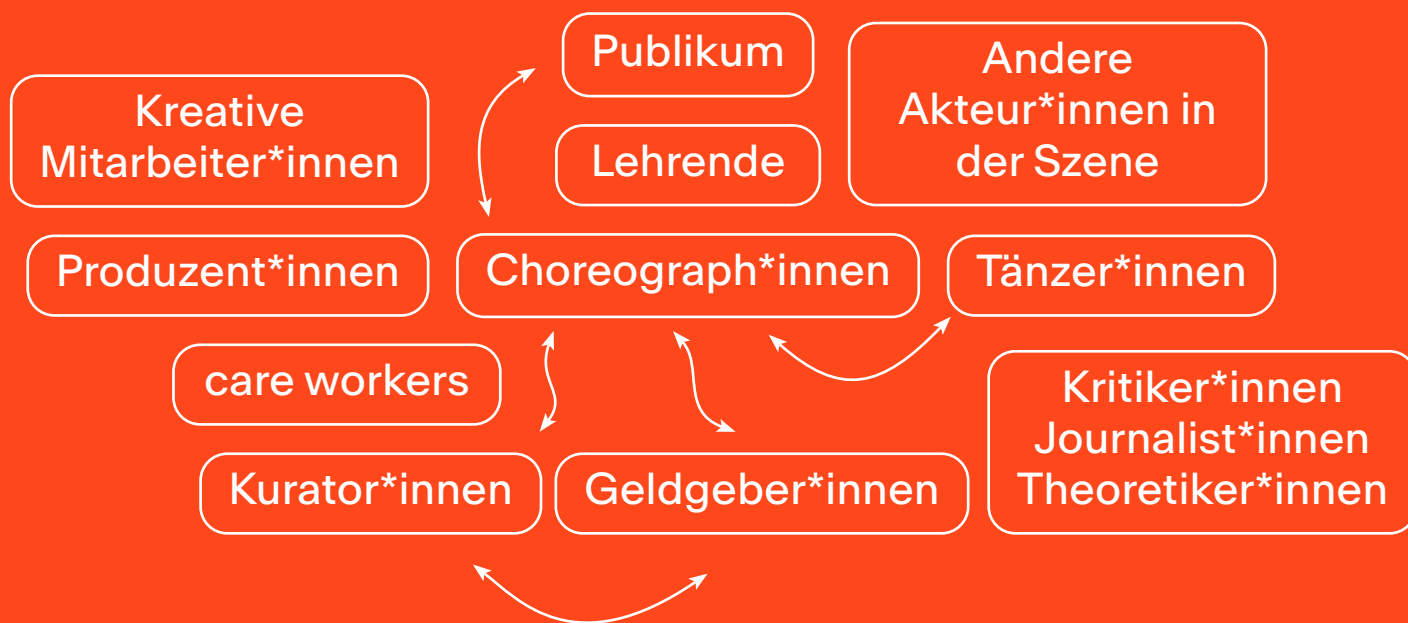 Publikum
Andere
Akteur*innen in
der Szene
Kreative
Mitarbeiter*innen
Lehrende
Produzent*innen
Choreograph*innen
Tänzer*innen
care workers
Kritiker*innen
Journalist*innen
Theoretiker*innen
Kurator*innen
Geldgeber*innen